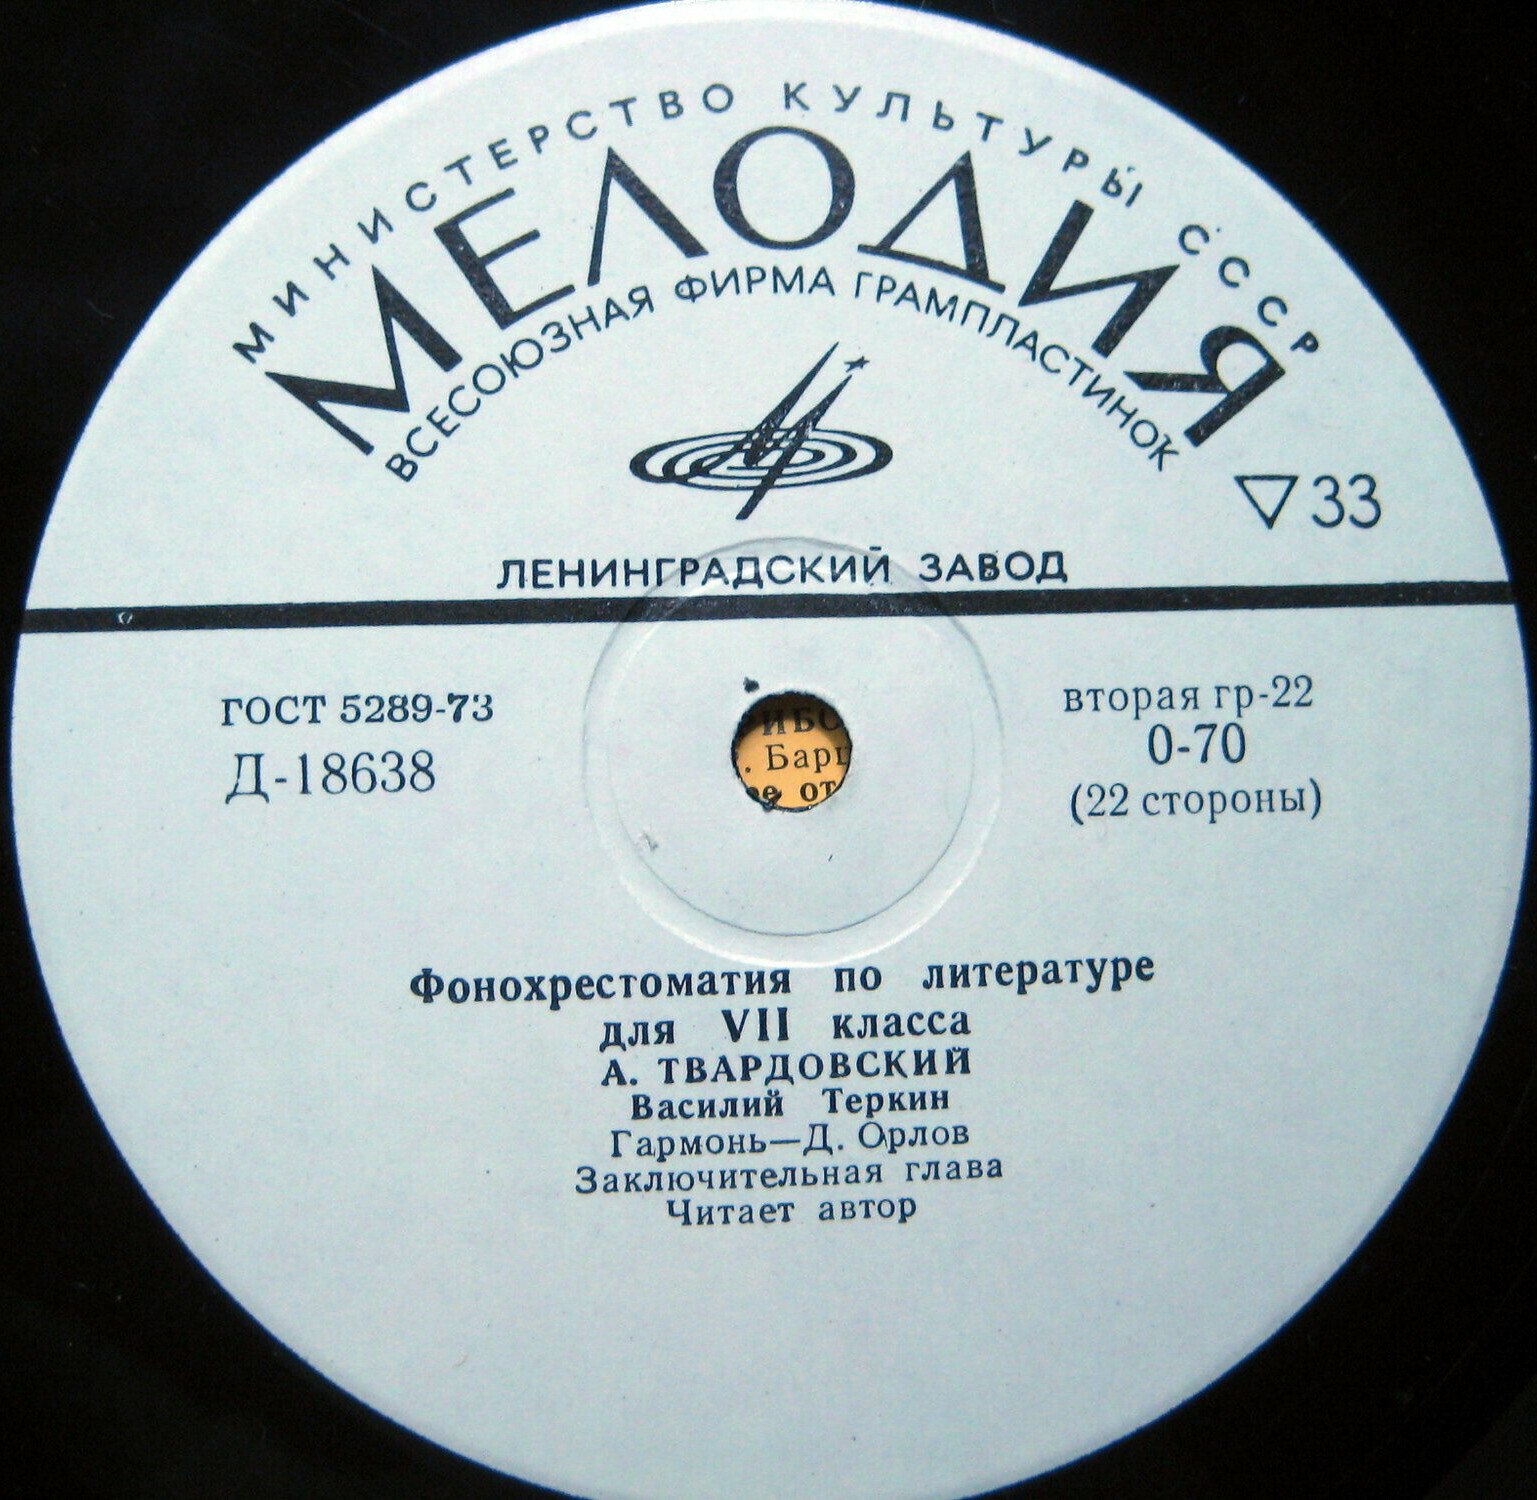 МИНИСТЕРСТВО КУЛЬТУРЫ СССР
МЕЛОДИЯ
ВСЕСОЮЗНАЯ ФИРМА ГРАМПЛАСТИНОК
33
ЛЕНИНГРАДСКИЙ ЗАВОД
ГОСТ 5289-73
Д-18638
вторая гр-22
0-70
(22 стороны)
Фонохрестоматия по литературе
для VII класса
А. ТВАРДОВСКИЙ
Василий Теркин
Гармонь—Д. Орлов
Заключительная глава
Читает автор